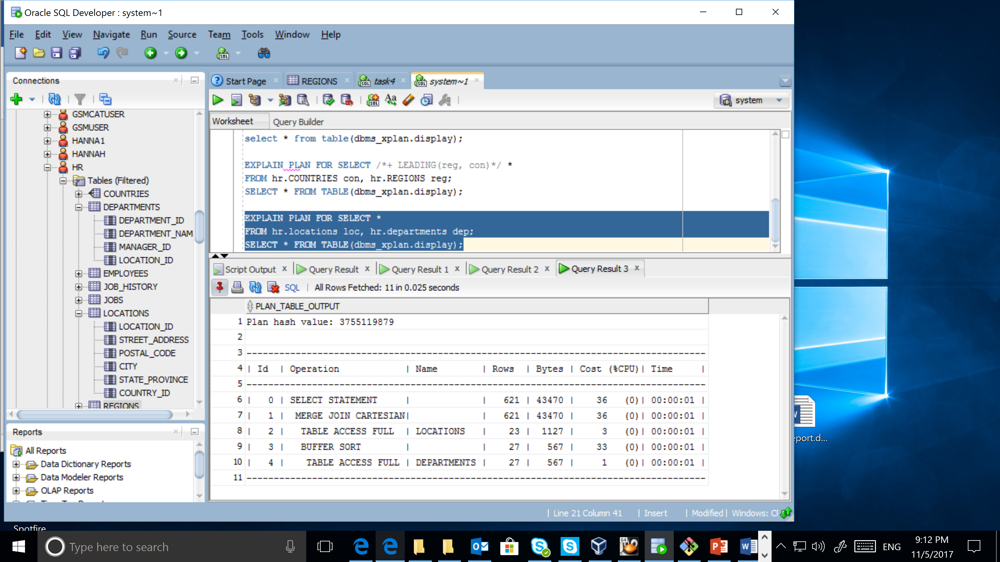 Oracle SQL Developer : system~1
File Edit View Navigate Run Source Team Tools Window Help
Connections
GSMCATUSER
GSMUSER
HANNA1
HANNAH
HR
Tables (Filtered)
COUNTRIES
DEPARTMENTS
DEPARTMENT_ID
DEPARTMENT_NAM
MANAGER_ID
LOCATION_ID
EMPLOYEES
JOB_HISTORY
JOBS
LOCATIONS
LOCATION_ID
STREET_ADDRESS
POSTAL_CODE
CITY
STATE_PROVINCE
COUNTRY_ID
REGIONS
Reports
All Reports
Data Dictionary Reports
Data Modeler Reports
OLAP Reports
Start Page REGIONS task4 system~1
system
Worksheet Query Builder
select * from table(dbms_xplan.display);
EXPLAIN PLAN FOR SELECT /*+ LEADING(reg, con)*/ *
FROM hr.COUNTRIES con, hr.REGIONS reg;
SELECT * FROM TABLE(dbms_xplan.display);
EXPLAIN PLAN FOR SELECT *
FROM hr.locations loc, hr.departments dep;
SELECT * FROM TABLE(dbms_xplan.display);
Script Output x Query Result x Query Result 1 x Query Result 2 x Query Result 3 x
SQL | All Rows Fetched: 11 in 0.025 seconds
PLAN_TABLE_OUTPUT
1 Plan hash value: 3755119879
2
3 ------------------------------------------------------------------------------------
4 | Id | Operation | Name | Rows | Bytes | Cost (%CPU)| Time |
5 ------------------------------------------------------------------------------------
6 | 0 | SELECT STATEMENT | | 621 | 43470 | 36 (0)| 00:00:01 |
7 | 1 | MERGE JOIN CARTESIAN| | 621 | 43470 | 36 (0)| 00:00:01 |
8 | 2 | TABLE ACCESS FULL | LOCATIONS | 23 | 1127 | 3 (0)| 00:00:01 |
9 | 3 | BUFFER SORT | | 27 | 567 | 33 (0)| 00:00:01 |
10 | 4 | TABLE ACCESS FULL | DEPARTMENTS | 27 | 567 | 1 (0)| 00:00:01 |
11 ------------------------------------------------------------------------------------
| Line 21 Column 41 | Insert | Modified | Windows: CF
eport.d...
Spotfire
Type here to search
64
ENG
9:12 PM
11/5/2017